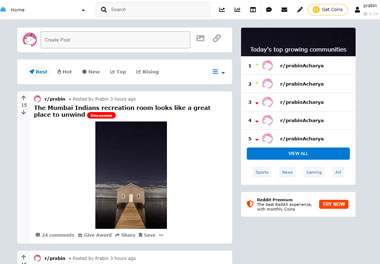 Home
Search
Get Coins
prabin
Create Post
Best
Hot
New
Top
Rising
r/prabin • Posted by Prabin 3 hours ago
The Mumbai Indians recreation room looks like a great
place to unwind Discussion
15
24 comments Give Award Share Save
r/prabin • Posted by Prabin 3 hours ago
Today's top growing communities
1 r/prabinAcharya
2 r/prabinAcharya
3 r/prabinAcharya
4 r/prabinAcharya
5 r/prabinAcharya
VIEW ALL
Sports News Gaming Art
Reddit Premium
The best Reddit experience,
with monthly Coins
TRY NOW